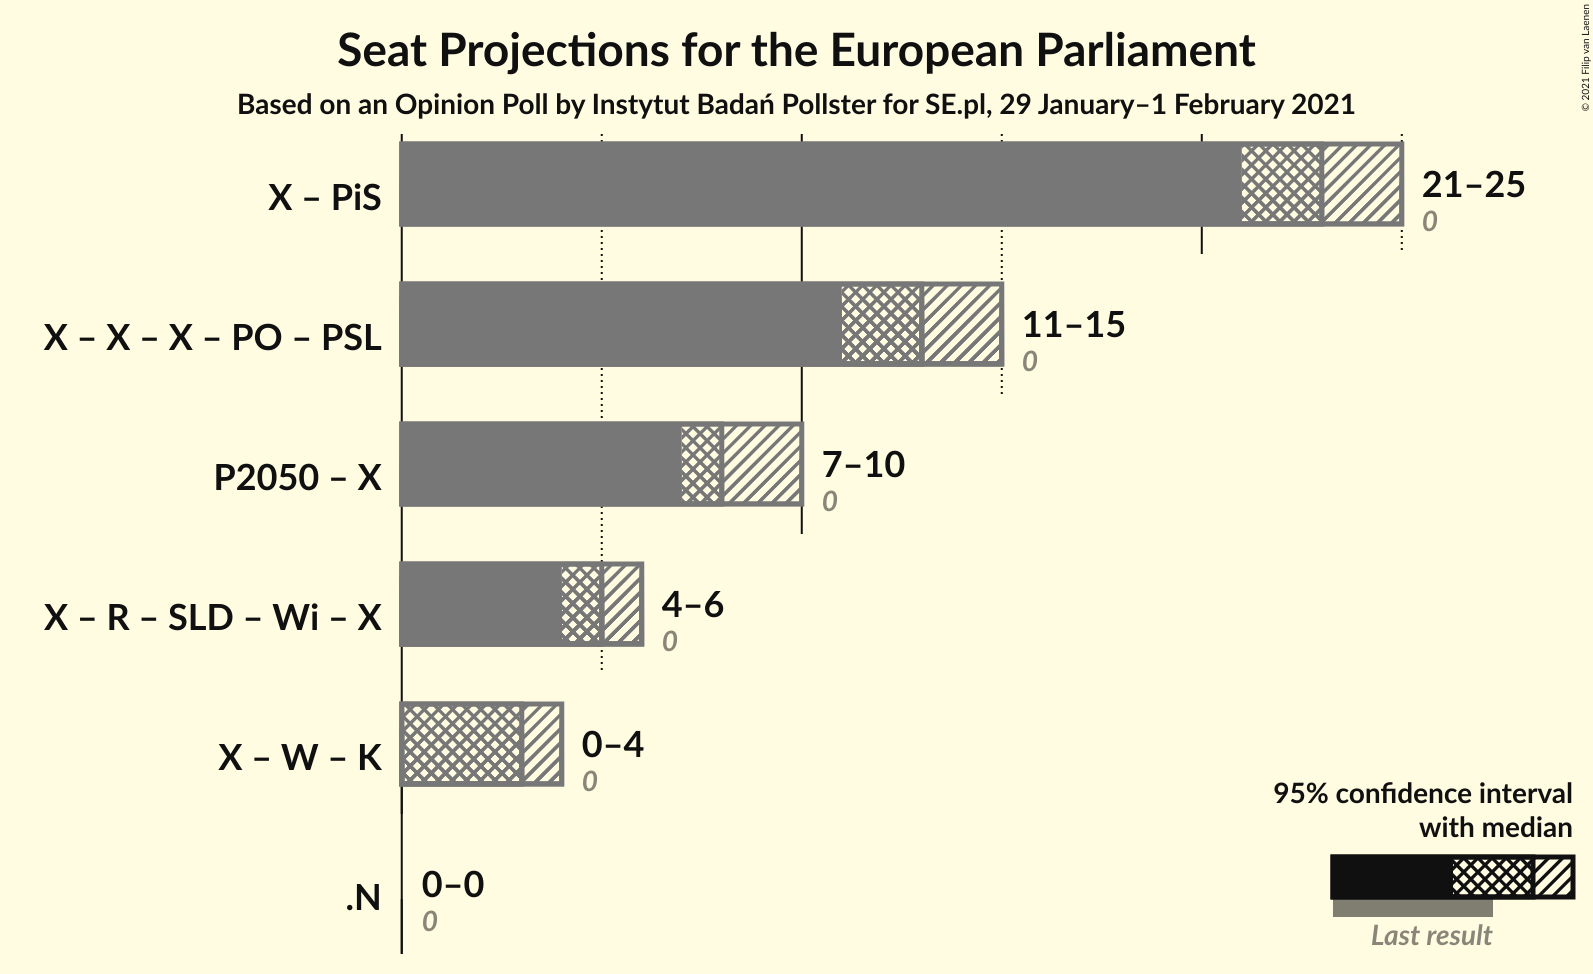 Seat Projections for the European Parliament
Based on an Opinion Poll by Instytut Badań Pollster for SE.pl, 29 January–1 February 2021
© 2021 Filip van Laenen
X – PiS
21–25
0
X – X – X – PO – PSL
11–15
0
P2050 – X
7–10
0
X – R – SLD – Wi – X
4–6
0
X – W – K
0–4
0
.N
0–0
0
95% confidence interval
with median
Last result